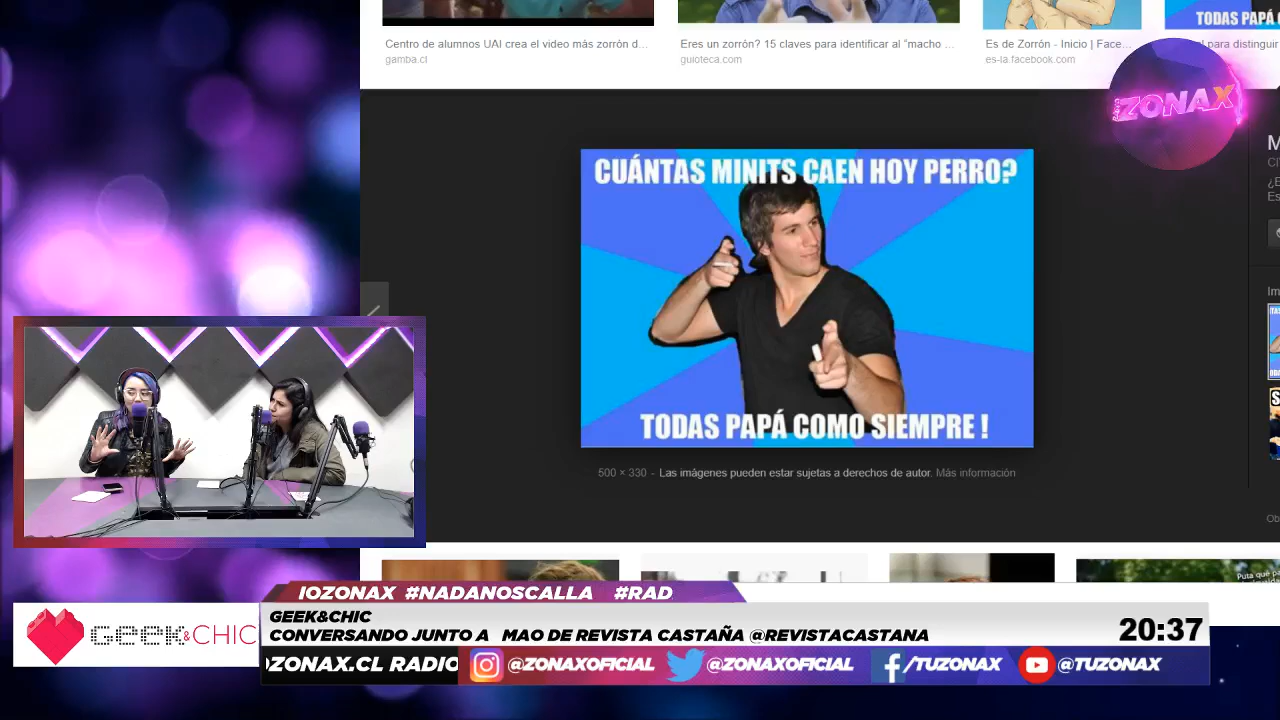 TODAS PAPÁ
Centro de alumnos UAI crea el video más zorrón d...
gamba.cl
Eres un zorrón? 15 claves para identificar al "macho ...
guioteca.com
Es de Zorrón - Inicio | Face...
es-la.facebook.com
para distinguir
ZONAX
CUÁNTAS MINITS CAEN HOY PERRO?
TODAS PAPÁ COMO SIEMPRE !
500 × 330 - Las imágenes pueden estar sujetas a derechos de autor. Más información
Puta que
IOZONAX #NADANOSCALLA #RAD
GEEK&CHIC
GEEK&CHIC
CONVERSANDO JUNTO A MAO DE REVISTA CASTAÑA @REVISTACASTANA
20:37
ZONAX.CL RADIO
@ZONAXOFICIAL
@ZONAXOFICIAL
/TUZONAX
@TUZONAX